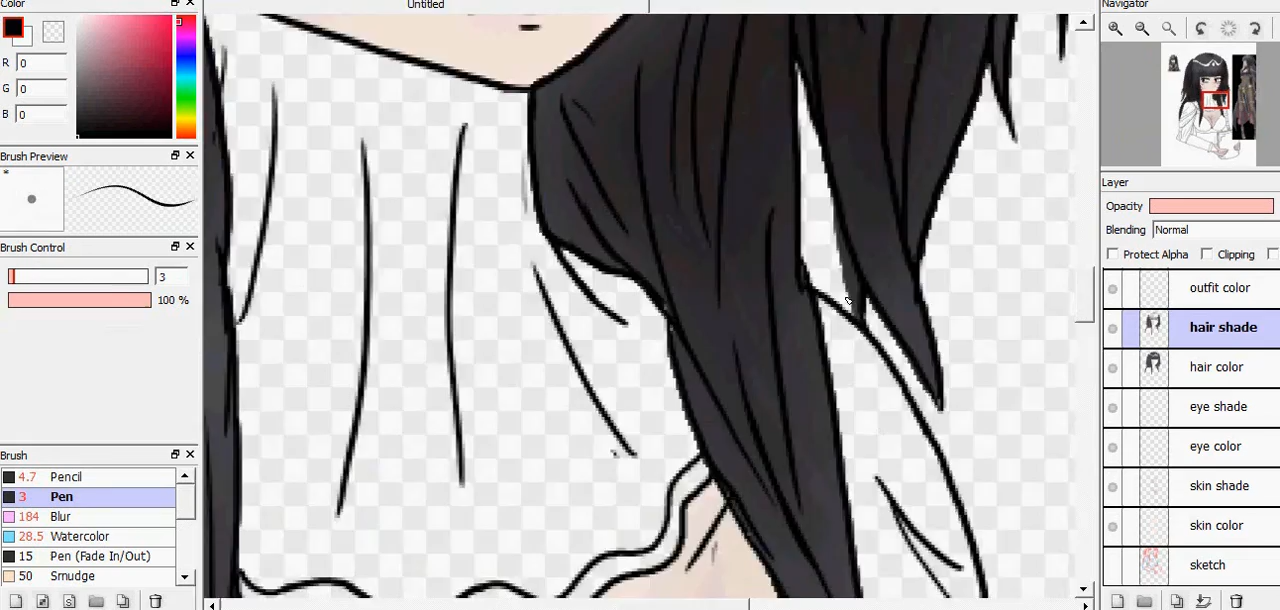 Color
Untitled
Navigator
R 0
G 0
B 0
Brush Preview
*
Brush Control
3
100 %
Layer
Opacity
Blending Normal
Protect Alpha Clipping
outfit color
hair shade
hair color
eye shade
eye color
skin shade
skin color
sketch
Brush
4.7 Pencil
3 Pen
184 Blur
28.5 Watercolor
15 Pen (Fade In/Out)
50 Smudge